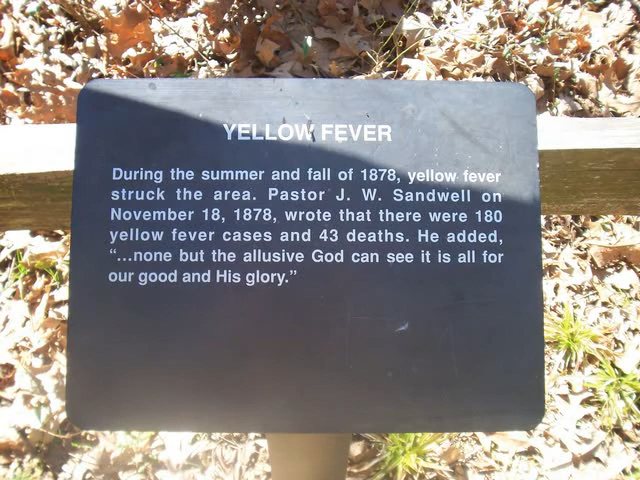 YELLOW FEVER
During the summer and fall of 1878, yellow fever
struck the area. Pastor J. W. Sandwell on
November 18, 1878, wrote that there were 180
yellow fever cases and 43 deaths. He added,
“...none but the allusive God can see it is all for
our good and His glory.”